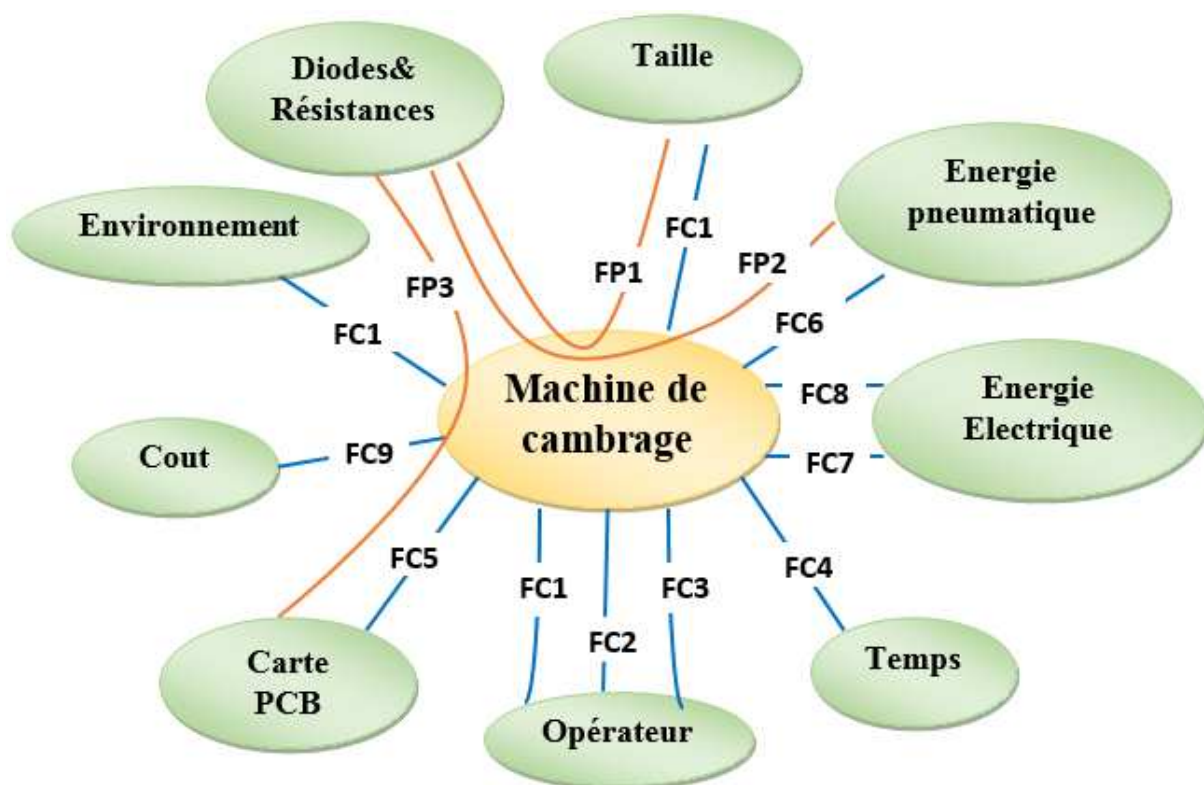 Diodes&
Résistances
Taille
Energie
pneumatique
Environnement
FC1
FP3
FP1
FP2
FC1
FC6
Machine de
cambrage
FC8
Energie
Electrique
Cout
FC9
FC7
FC5
FC1
FC3
FC4
FC2
Carte
PCB
Opérateur
Temps